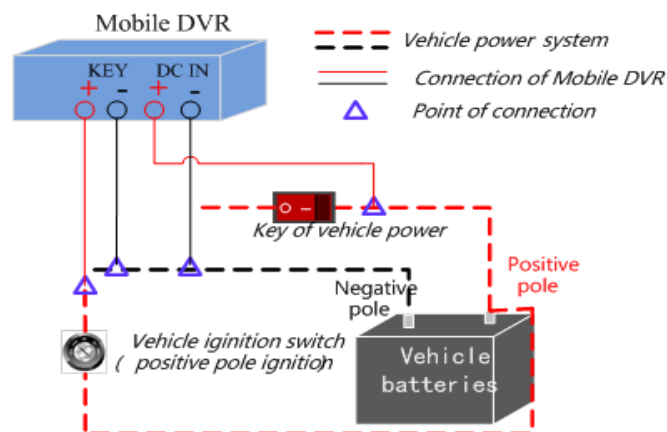 Mobile DVR
KEY DC IN
+ - + -
Vehicle power system
Connection of Mobile DVR
Point of connection
Key of vehicle power
Negative pole
Positive pole
Vehicle iginition switch
( positive pole ignition)
Vehicle
batteries